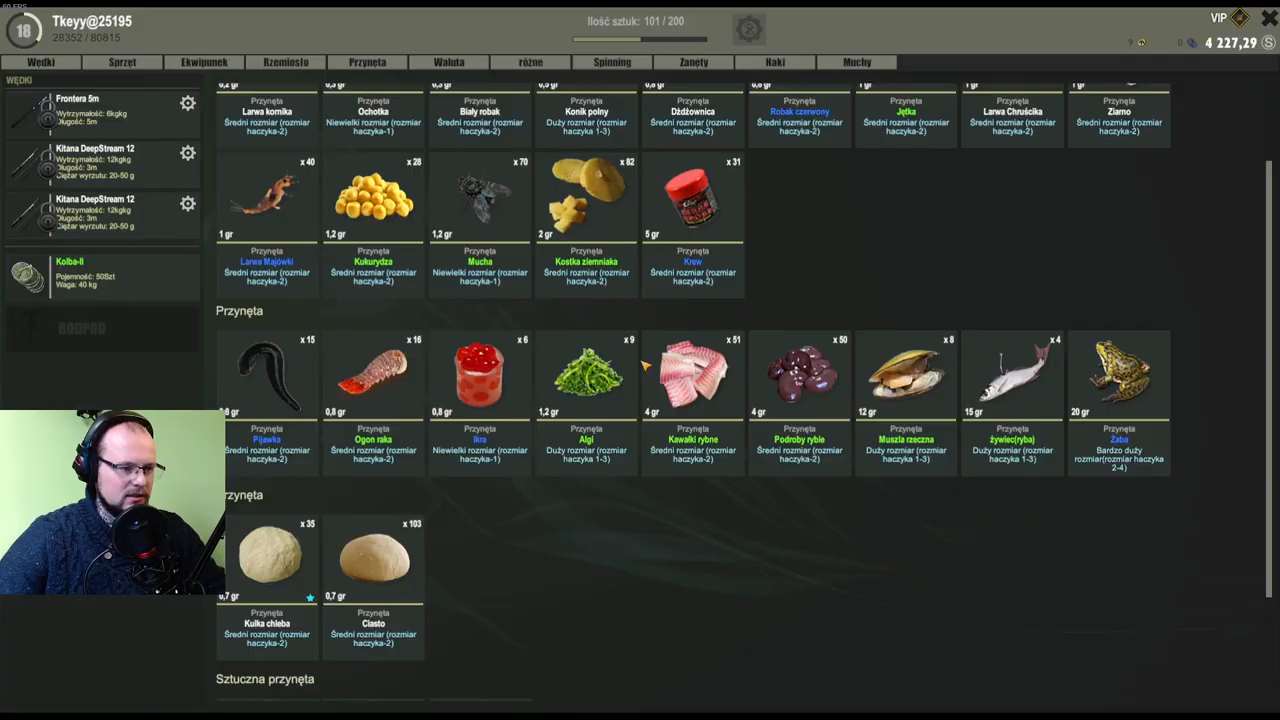 60 FPS
18
Tkeyy@25195
28352 / 80815
Ilość sztuk: 101 / 200
VIP
9
0
4 227,29
Wędki Sprzęt Ekwipunek Rzemiosło Przynęta Waluta różne Spinning Zanęty Haki Muchy
WĘDKI
Frontera 5m
Wytrzymałość: 6kgkg
Długość: 5m
Kitana DeepStream 12
Wytrzymałość: 12kgkg
Długość: 3m
Ciężar wyrzutu: 20-50 g
Kitana DeepStream 12
Wytrzymałość: 12kgkg
Długość: 3m
Ciężar wyrzutu: 20-50 g
Kolba-II
Pojemność: 50Szt
Waga: 40 kg
RODPOD
Przynęta
Larwa kornika
Średni rozmiar (rozmiar
haczyka-2)
Przynęta
Ochotka
Niewielki rozmiar (rozmiar
haczyka-1)
Przynęta
Biały robak
Średni rozmiar (rozmiar
haczyka-2)
Przynęta
Konik polny
Duży rozmiar (rozmiar
haczyka 1-3)
Przynęta
Dżdżownica
Średni rozmiar (rozmiar
haczyka-2)
Przynęta
Robak czerwony
Średni rozmiar (rozmiar
haczyka-2)
Przynęta
Jętka
Średni rozmiar (rozmiar
haczyka-2)
Przynęta
Larwa Chruścika
Średni rozmiar (rozmiar
haczyka-2)
Przynęta
Ziarno
Średni rozmiar (rozmiar
haczyka-2)
x 40
1 gr
Przynęta
Larwa Majówki
Średni rozmiar (rozmiar
haczyka-2)
x 28
1,2 gr
Przynęta
Kukurydza
Średni rozmiar (rozmiar
haczyka-2)
x 70
1,2 gr
Przynęta
Mucha
Niewielki rozmiar (rozmiar
haczyka-1)
x 82
2 gr
Przynęta
Kostka ziemniaka
Średni rozmiar (rozmiar
haczyka-2)
x 31
5 gr
Przynęta
Krew
Średni rozmiar (rozmiar
haczyka-2)
Przynęta
x 15
Przynęta
Pijawka
Średni rozmiar (rozmiar
haczyka-2)
x 16
0,8 gr
Przynęta
Ogon raka
Średni rozmiar (rozmiar
haczyka-2)
x 6
0,8 gr
Przynęta
Ikra
Niewielki rozmiar (rozmiar
haczyka-1)
x 9
1,2 gr
Przynęta
Algi
Duży rozmiar (rozmiar
haczyka 1-3)
x 51
4 gr
Przynęta
Kawałki rybne
Średni rozmiar (rozmiar
haczyka-2)
x 50
4 gr
Przynęta
Podroby rybie
Średni rozmiar (rozmiar
haczyka-2)
x 8
12 gr
Przynęta
Muszla rzeczna
Duży rozmiar (rozmiar
haczyka 1-3)
x 4
15 gr
Przynęta
żywiec(ryba)
Duży rozmiar (rozmiar
haczyka 1-3)
20 gr
Przynęta
Żaba
Bardzo duży
rozmiar(rozmiar haczyka
2-4)
rzynęta
x 35
0,7 gr
Przynęta
Kulka chleba
Średni rozmiar (rozmiar
haczyka-2)
x 103
0,7 gr
Przynęta
Ciasto
Średni rozmiar (rozmiar
haczyka-2)
Sztuczna przynęta